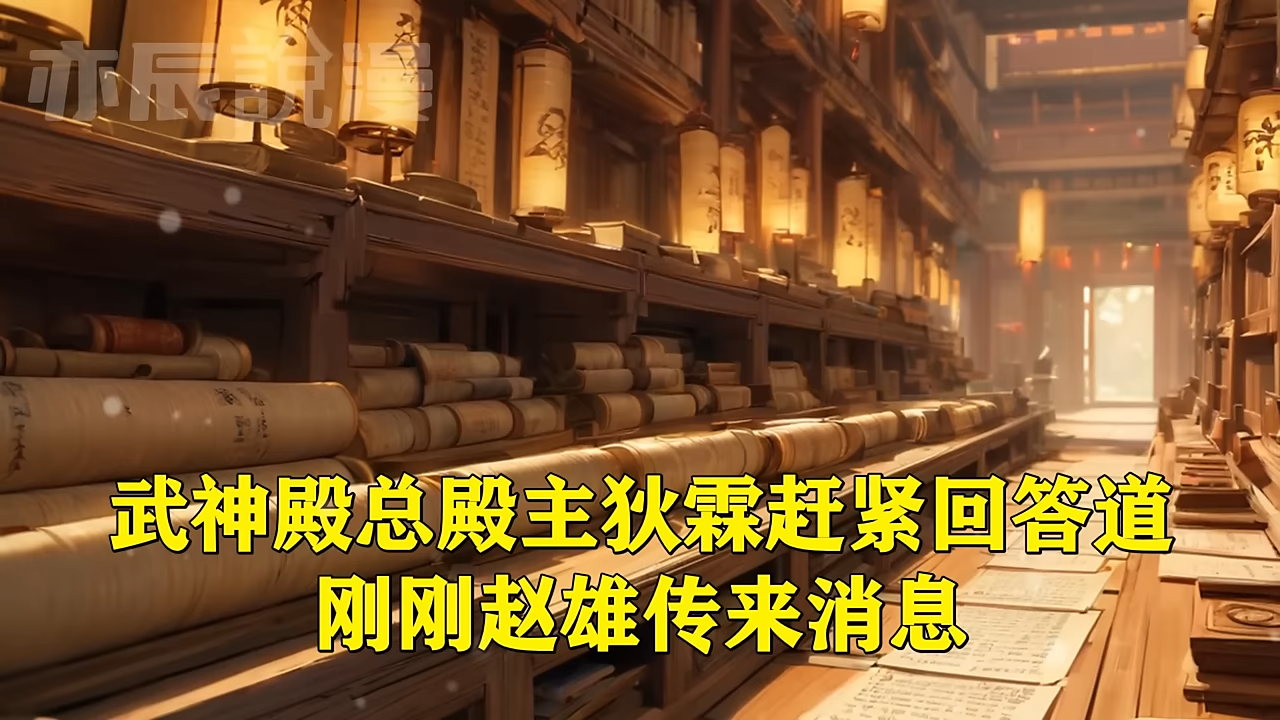 亦辰說漫
武神殿总殿主狄霖赶紧回答道
刚刚赵雄传来消息